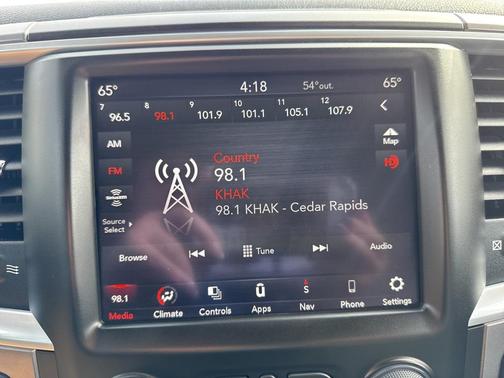 65° 4:18 54°out. 65°
7 8 9 10 11 12
96.5 98.1 101.9 101.1 105.1 107.9
AM
Map
FM
HD
Country
98.1
KHAK
98.1 KHAK - Cedar Rapids
SiriusXM
Source
Select
Browse Tune Audio
98.1 S
Media Climate Controls Apps Nav Phone Settings